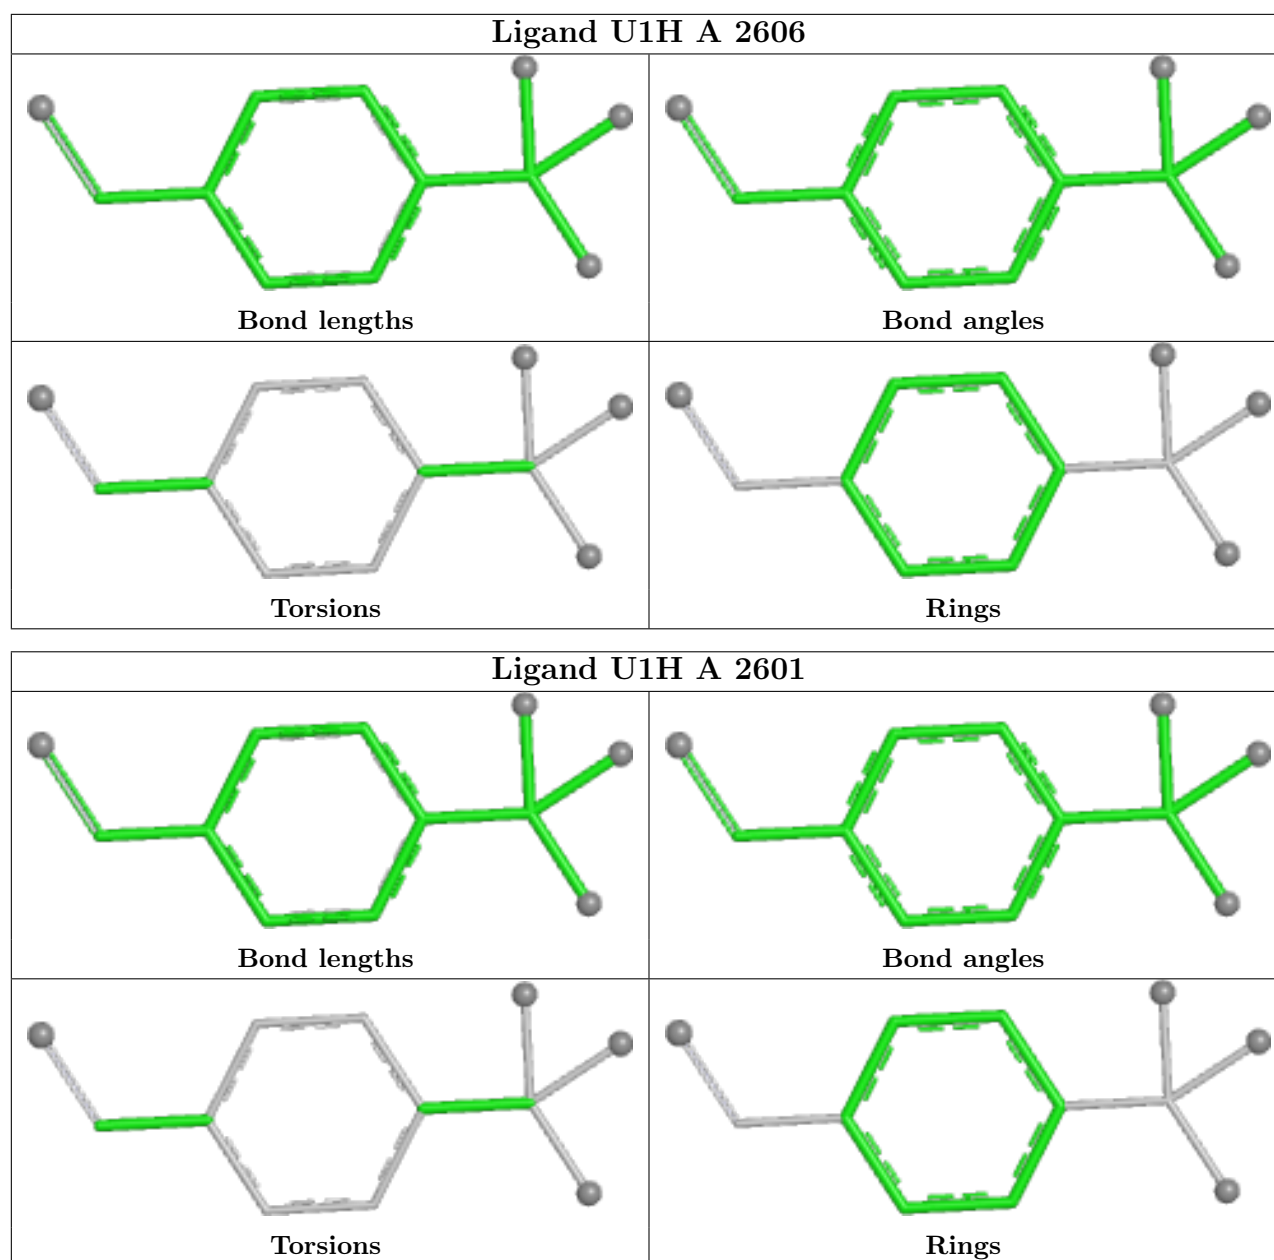 Ligand U1H A 2606
Bond lengths
Bond angles
Torsions
Rings
Ligand U1H A 2601
Bond lengths
Bond angles
Torsions
Rings